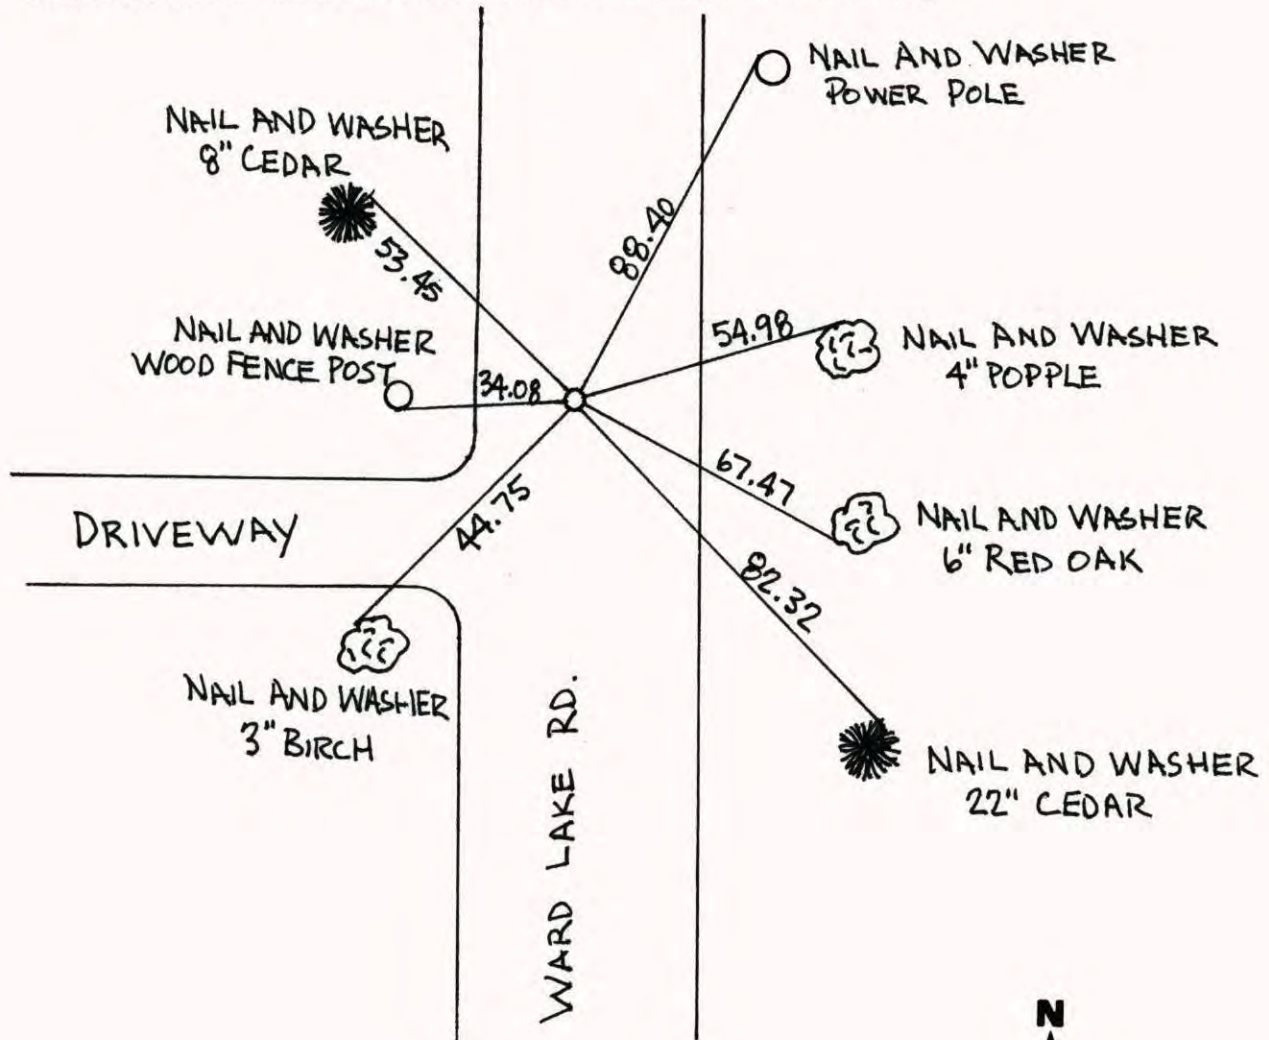 NAIL AND WASHER
POWER POLE
NAIL AND WASHER
8" CEDAR
88.40
53.45
54.98
NAIL AND WASHER
WOOD FENCE POST
34.08
NAIL AND WASHER
4" POPPLE
67.47
44.75
NAIL AND WASHER
6" RED OAK
DRIVEWAY
82.32
NAIL AND WASHER
3" BIRCH
NAIL AND WASHER
22" CEDAR
WARD LAKE RD.
N